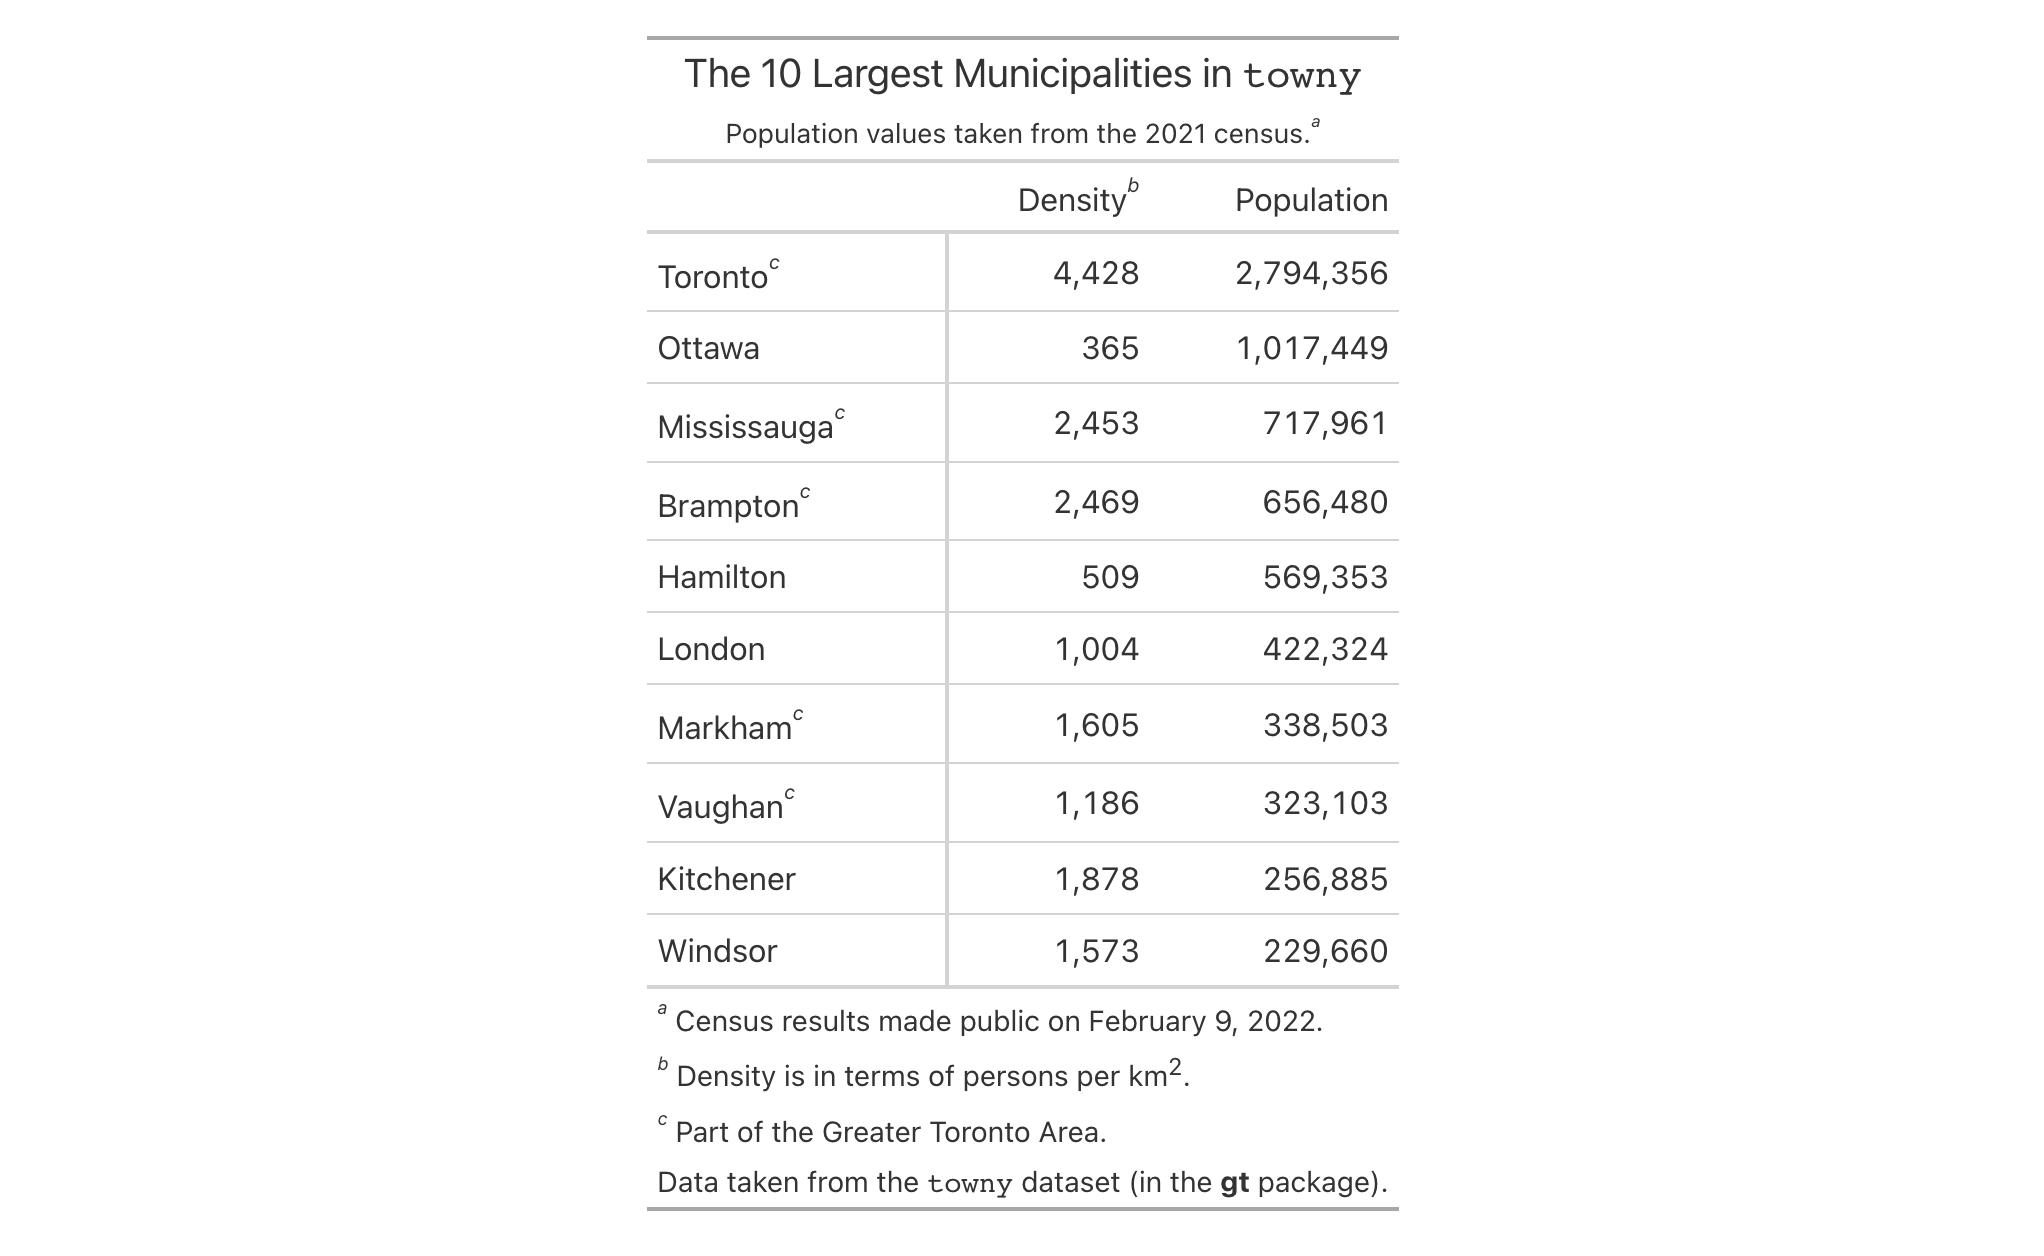 The 10 Largest Municipalities in towny
Population values taken from the 2021 census.a
Densityb Population
Torontoc 4,428 2,794,356
Ottawa 365 1,017,449
Mississaugac 2,453 717,961
Bramptonc 2,469 656,480
Hamilton 509 569,353
London 1,004 422,324
Markhamc 1,605 338,503
Vaughanc 1,186 323,103
Kitchener 1,878 256,885
Windsor 1,573 229,660
a Census results made public on February 9, 2022.
b Density is in terms of persons per km2.
c Part of the Greater Toronto Area.
Data taken from the towny dataset (in the gt package).